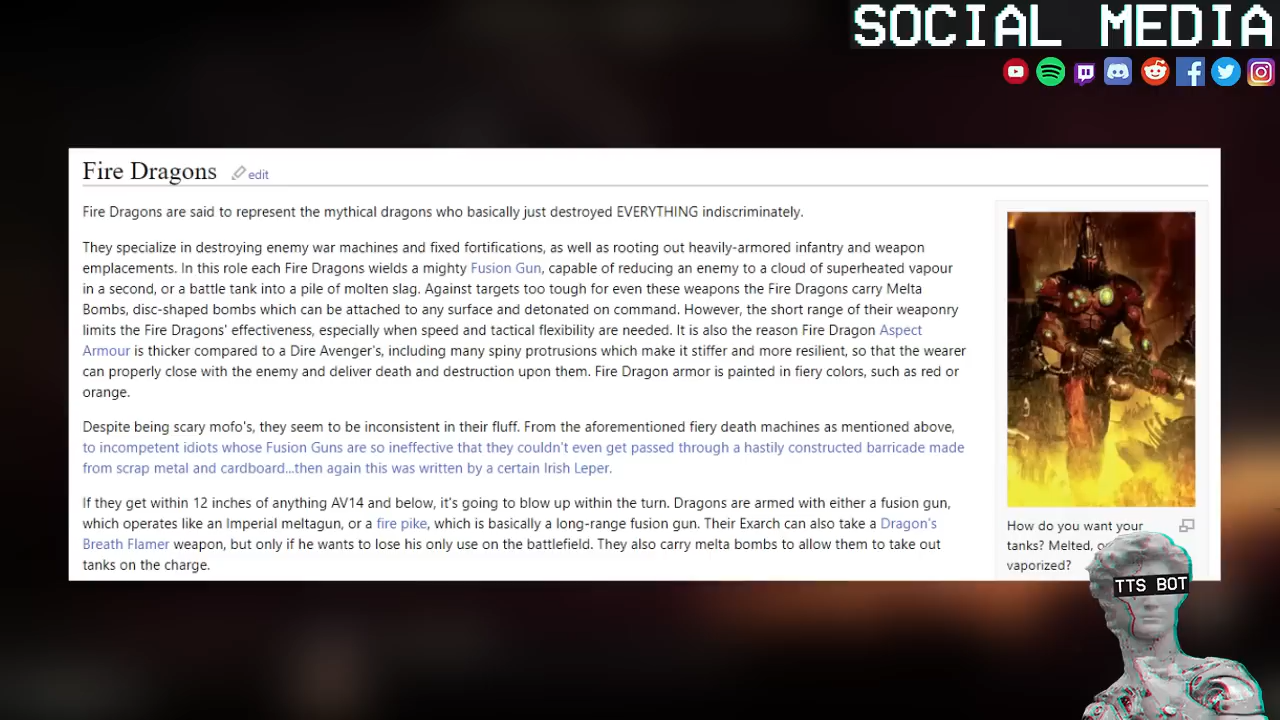 SOCIAL MEDIA
Fire Dragons edit
Fire Dragons are said to represent the mythical dragons who basically just destroyed EVERYTHING indiscriminately.
They specialize in destroying enemy war machines and fixed fortifications, as well as rooting out heavily-armored infantry and weapon
emplacements. In this role each Fire Dragons wields a mighty Fusion Gun, capable of reducing an enemy to a cloud of superheated vapour
in a second, or a battle tank into a pile of molten slag. Against targets too tough for even these weapons the Fire Dragons carry Melta
Bombs, disc-shaped bombs which can be attached to any surface and detonated on command. However, the short range of their weaponry
limits the Fire Dragons' effectiveness, especially when speed and tactical flexibility are needed. It is also the reason Fire Dragon Aspect
Armour is thicker compared to a Dire Avenger's, including many spiny protrusions which make it stiffer and more resilient, so that the wearer
can properly close with the enemy and deliver death and destruction upon them. Fire Dragon armor is painted in fiery colors, such as red or
orange.
Despite being scary mofo's, they seem to be inconsistent in their fluff. From the aforementioned fiery death machines as mentioned above,
to incompetent idiots whose Fusion Guns are so ineffective that they couldn't even get passed through a hastily constructed barricade made
from scrap metal and cardboard...then again this was written by a certain Irish Leper.
If they get within 12 inches of anything AV14 and below, it's going to blow up within the turn. Dragons are armed with either a fusion gun,
which operates like an Imperial meltagun, or a fire pike, which is basically a long-range fusion gun. Their Exarch can also take a Dragon's
Breath Flamer weapon, but only if he wants to lose his only use on the battlefield. They also carry melta bombs to allow them to take out
tanks on the charge.
How do you want your
tanks? Melted,
vaporized?
TTS BOT